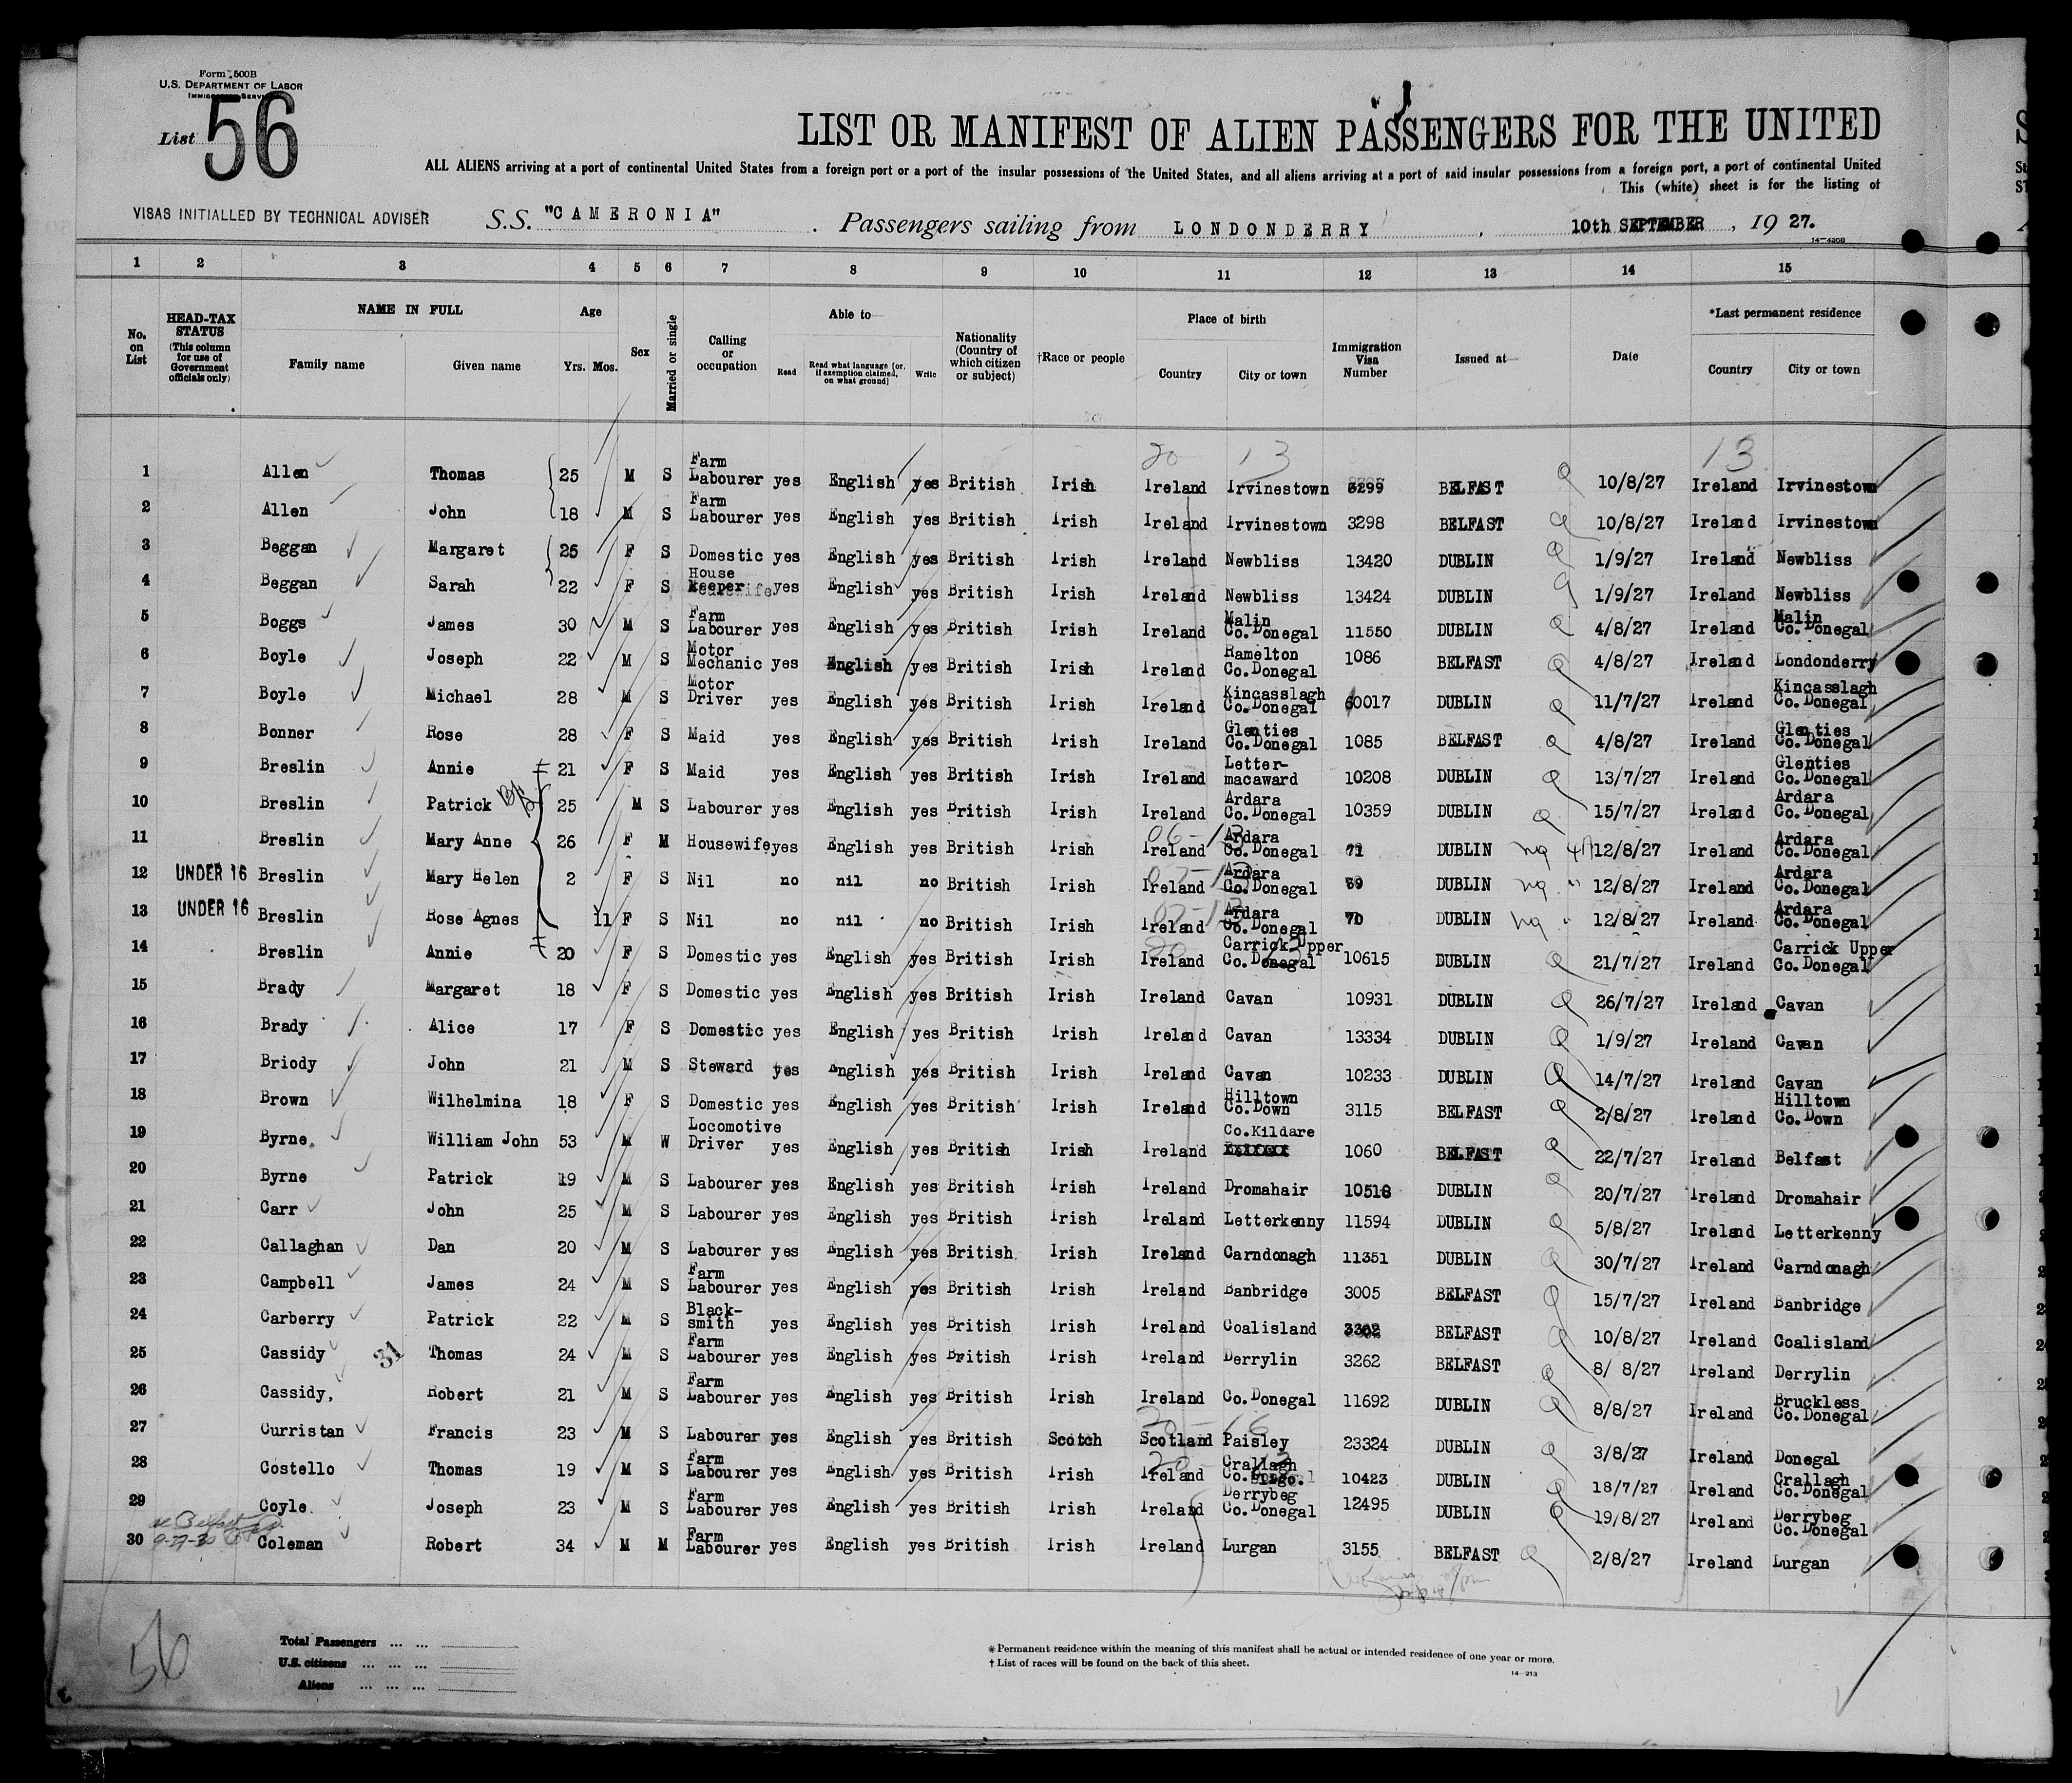 Form 500B
U.S. DEPARTMENT OF LABOR
IMMIGRATION SERVICE
List 56
LIST OR MANIFEST OF ALIEN PASSENGERS FOR THE UNITED
ALL ALIENS arriving at a port of continental United States from a foreign port or a port of the insular possessions of the United States, and all aliens arriving at a port of said insular possessions from a foreign port, a port of continental United
This (white) sheet is for the listing of
VISAS INITIALLED BY TECHNICAL ADVISER S.S. "CAMERONIA" . Passengers sailing from LONDONDERRY , 10th SEPTEMBER , 19 27.
14—4208
1 2 3 4 5 6 7 8 9 10 11 12 13 14 15
No. on List HEAD-TAX STATUS (This column for use of Government officials only) NAME IN FULL Family name Given name Age Yrs. Mos. Sex Married or single Calling or occupation Able to— Read Read what language [or, if exemption claimed, on what ground] Write Nationality (Country of which citizen or subject) †Race or people Place of birth Country City or town Immigration Visa Number Issued at— Date *Last permanent residence Country City or town
20 13 13
1 Allen Thomas 25 M S Farm Labourer yes English yes British Irish Ireland Irvinestown 3299 BELFAST 10/8/27 Ireland Irvinestown
2 Allen John 18 M S Farm Labourer yes English yes British Irish Ireland Irvinestown 3298 BELFAST 10/8/27 Ireland Irvinestown
3 Beggan Margaret 25 F S Domestic yes English yes British Irish Ireland Newbliss 13420 DUBLIN 1/9/27 Ireland Newbliss
4 Beggan Sarah 22 F S House keeper yes English yes British Irish Ireland Newbliss 13424 DUBLIN 1/9/27 Ireland Newbliss
5 Boggs James 30 M S Farm Labourer yes English yes British Irish Ireland Malin Co.Donegal 11550 DUBLIN 4/8/27 Ireland Malin Co.Donegal
6 Boyle Joseph 22 M S Motor Mechanic yes English yes British Irish Ireland Ramelton Co.Donegal 1086 BELFAST 4/8/27 Ireland Londonderry
7 Boyle Michael 28 M S Motor Driver yes English yes British Irish Ireland Kincasslagh Co.Donegal 60017 DUBLIN 11/7/27 Ireland Kincasslagh Co.Donegal
8 Bonner Rose 28 F S Maid yes English yes British Irish Ireland Glenties Co.Donegal 1085 BELFAST 4/8/27 Ireland Glenties Co.Donegal
9 Breslin Annie 21 F S Maid yes English yes British Irish Ireland Letter- macaward 10208 DUBLIN 13/7/27 Ireland Glenties Co.Donegal
10 Breslin Patrick 25 M S Labourer yes English yes British Irish Ireland Ardara Co.Donegal 10359 DUBLIN 15/7/27 Ireland Ardara Co.Donegal
11 Breslin Mary Anne 26 F M Housewife yes English yes British Irish 06-13 Ireland Ardara Co.Donegal 71 DUBLIN nq 12/8/27 Ireland Ardara Co.Donegal
12 UNDER 16 Breslin Mary Helen 2 F S Nil no nil no British Irish 07-13 Ireland Ardara Co.Donegal 69 DUBLIN nq " 12/8/27 Ireland Ardara Co.Donegal
13 UNDER 16 Breslin Rose Agnes 11 F S Nil no nil no British Irish 07-13 Ireland Ardara Co.Donegal 70 DUBLIN nq " 12/8/27 Ireland Ardara Co.Donegal
14 Breslin Annie 20 F S Domestic yes English yes British Irish 20 13 Ireland Carrick Upper Co.Donegal 10615 DUBLIN 21/7/27 Ireland Carrick Upper Co.Donegal
15 Brady Margaret 18 F S Domestic yes English yes British Irish Ireland Cavan 10931 DUBLIN 26/7/27 Ireland Cavan
16 Brady Alice 17 F S Domestic yes English yes British Irish Ireland Cavan 13334 DUBLIN 1/9/27 Ireland Cavan
17 Briody John 21 M S Steward yes English yes British Irish Ireland Cavan 10233 DUBLIN 14/7/27 Ireland Cavan
18 Brown Wilhelmina 18 F S Domestic yes English yes British Irish Ireland Hilltown Co.Down 3115 BELFAST 2/8/27 Ireland Hilltown Co.Down
19 Byrne. William John 53 M W Locomotive Driver yes English yes British Irish Ireland Co.Kildare 1060 BELFAST 22/7/27 Ireland Belfast
20 Byrne Patrick 19 M S Labourer yes English yes British Irish Ireland Dromahair 10518 DUBLIN 20/7/27 Ireland Dromahair
21 Carr John 25 M S Labourer yes English yes British Irish Ireland Letterkenny 11594 DUBLIN 5/8/27 Ireland Letterkenny
22 Callaghan Dan 20 M S Labourer yes English yes British Irish Ireland Carndonagh 11351 DUBLIN 30/7/27 Ireland Carndonagh
23 Campbell James 24 M S Farm Labourer yes English yes British Irish Ireland Banbridge 3005 BELFAST 15/7/27 Ireland Banbridge
24 Carberry Patrick 22 M S Black- smith yes English yes British Irish Ireland Coalisland 3302 BELFAST 10/8/27 Ireland Coalisland
25 Cassidy 31 Thomas 24 M S Farm Labourer yes English yes British Irish Ireland Derrylin 3262 BELFAST 8/ 8/27 Ireland Derrylin
26 Cassidy, Robert 21 M S Farm Labourer yes English yes British Irish Ireland Co.Donegal 11692 DUBLIN 8/8/27 Ireland Bruckless Co.Donegal
27 Curristan Francis 23 M S Labourer yes English yes British Scotch 20-16 Scotland Paisley 23324 DUBLIN 3/8/27 Ireland Donegal
28 Costello Thomas 19 M S Farm Labourer yes English yes British Irish 20-13 Ireland Crallagh Co. 10423 DUBLIN 18/7/27 Ireland Crallagh Co.Donegal
29 Coyle. Joseph 23 M S Farm Labourer yes English yes British Irish Ireland Derrybeg Co.Donegal 12495 DUBLIN 19/8/27 Ireland Derrybeg Co.Donegal
30 9-27-30 Coleman Robert 34 M M Farm Labourer yes English yes British Irish Ireland Lurgan 3155 BELFAST 2/8/27 Ireland Lurgan
56
Total Passengers ... ...
U.S. citizens ... ... ...
Aliens ... ... ...
* Permanent residence within the meaning of this manifest shall be actual or intended residence of one year or more.
† List of races will be found on the back of this sheet.
14—213